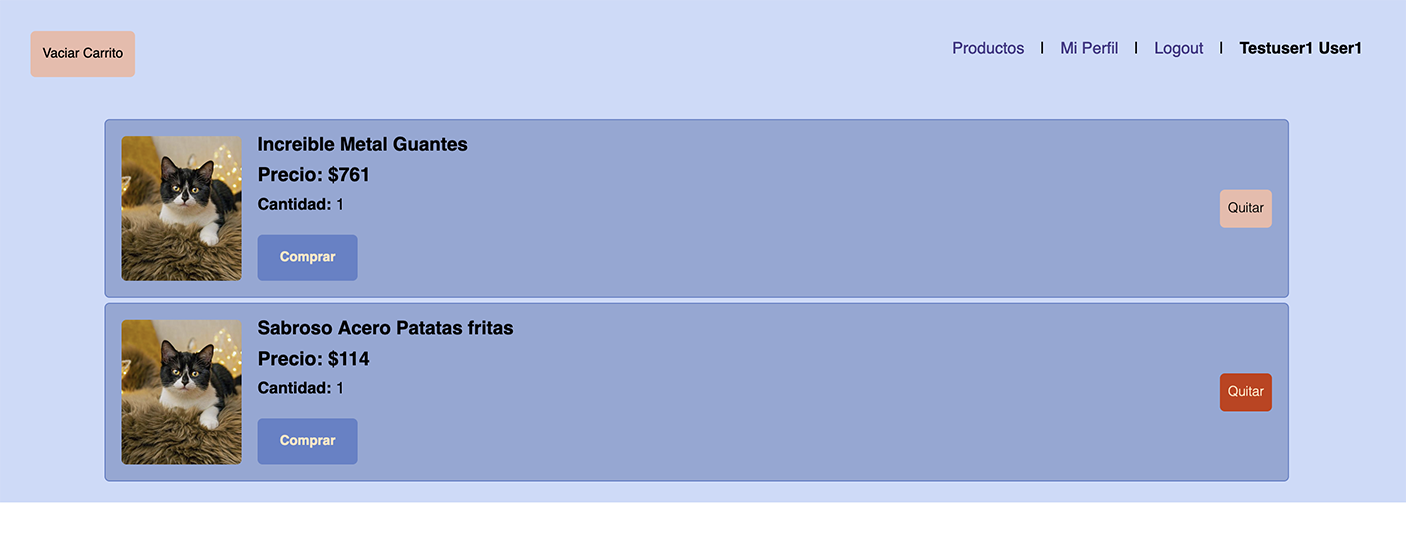 Vaciar Carrito
Productos | Mi Perfil | Logout | Testuser1 User1
Increible Metal Guantes
Precio: $761
Cantidad: 1
Quitar
Comprar
Sabroso Acero Patatas fritas
Precio: $114
Cantidad: 1
Quitar
Comprar